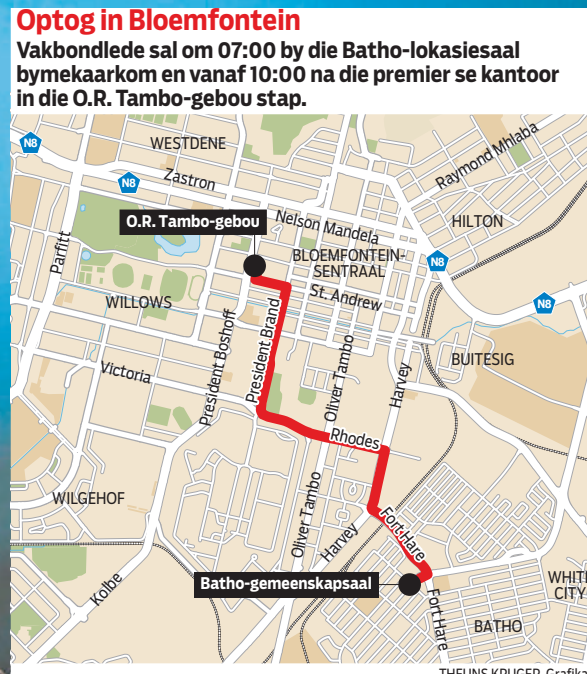 Optog in Bloemfontein
Vakbondlede sal om 07:00 by die Batho-lokasiesaal
bymekaarkom en vanaf 10:00 na die premier se kantoor
in die O.R. Tambo-gebou stap.
WESTDENE
N8
Zastron
N8
Raymond Mhlaba
O.R. Tambo-gebou
Nelson Mandela
HILTON
Parfitt
BLOEMFONTEIN-
SENTRAAL
N8
WILLOWS
St. Andrew
N8
President Boshoff
President Brand
Victoria
Oliver Tambo
Harvey
BUITESIG
Rhodes
WILGEHOF
Oliver Tambo
Harvey
Fort Hare
Kolbe
Batho-gemeenskapsaal
Fort Hare
WHITE
CITY
BATHO
THEUNS KRUGER, Grafika